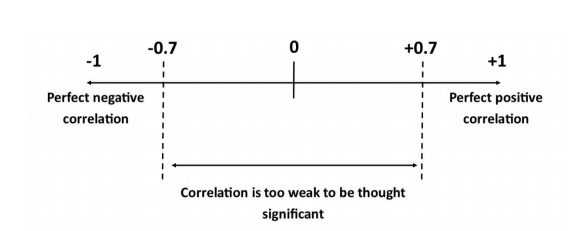 -1
-0.7
0
+0.7
+1
Perfect negative
correlation
Perfect positive
correlation
Correlation is too weak to be thought
significant